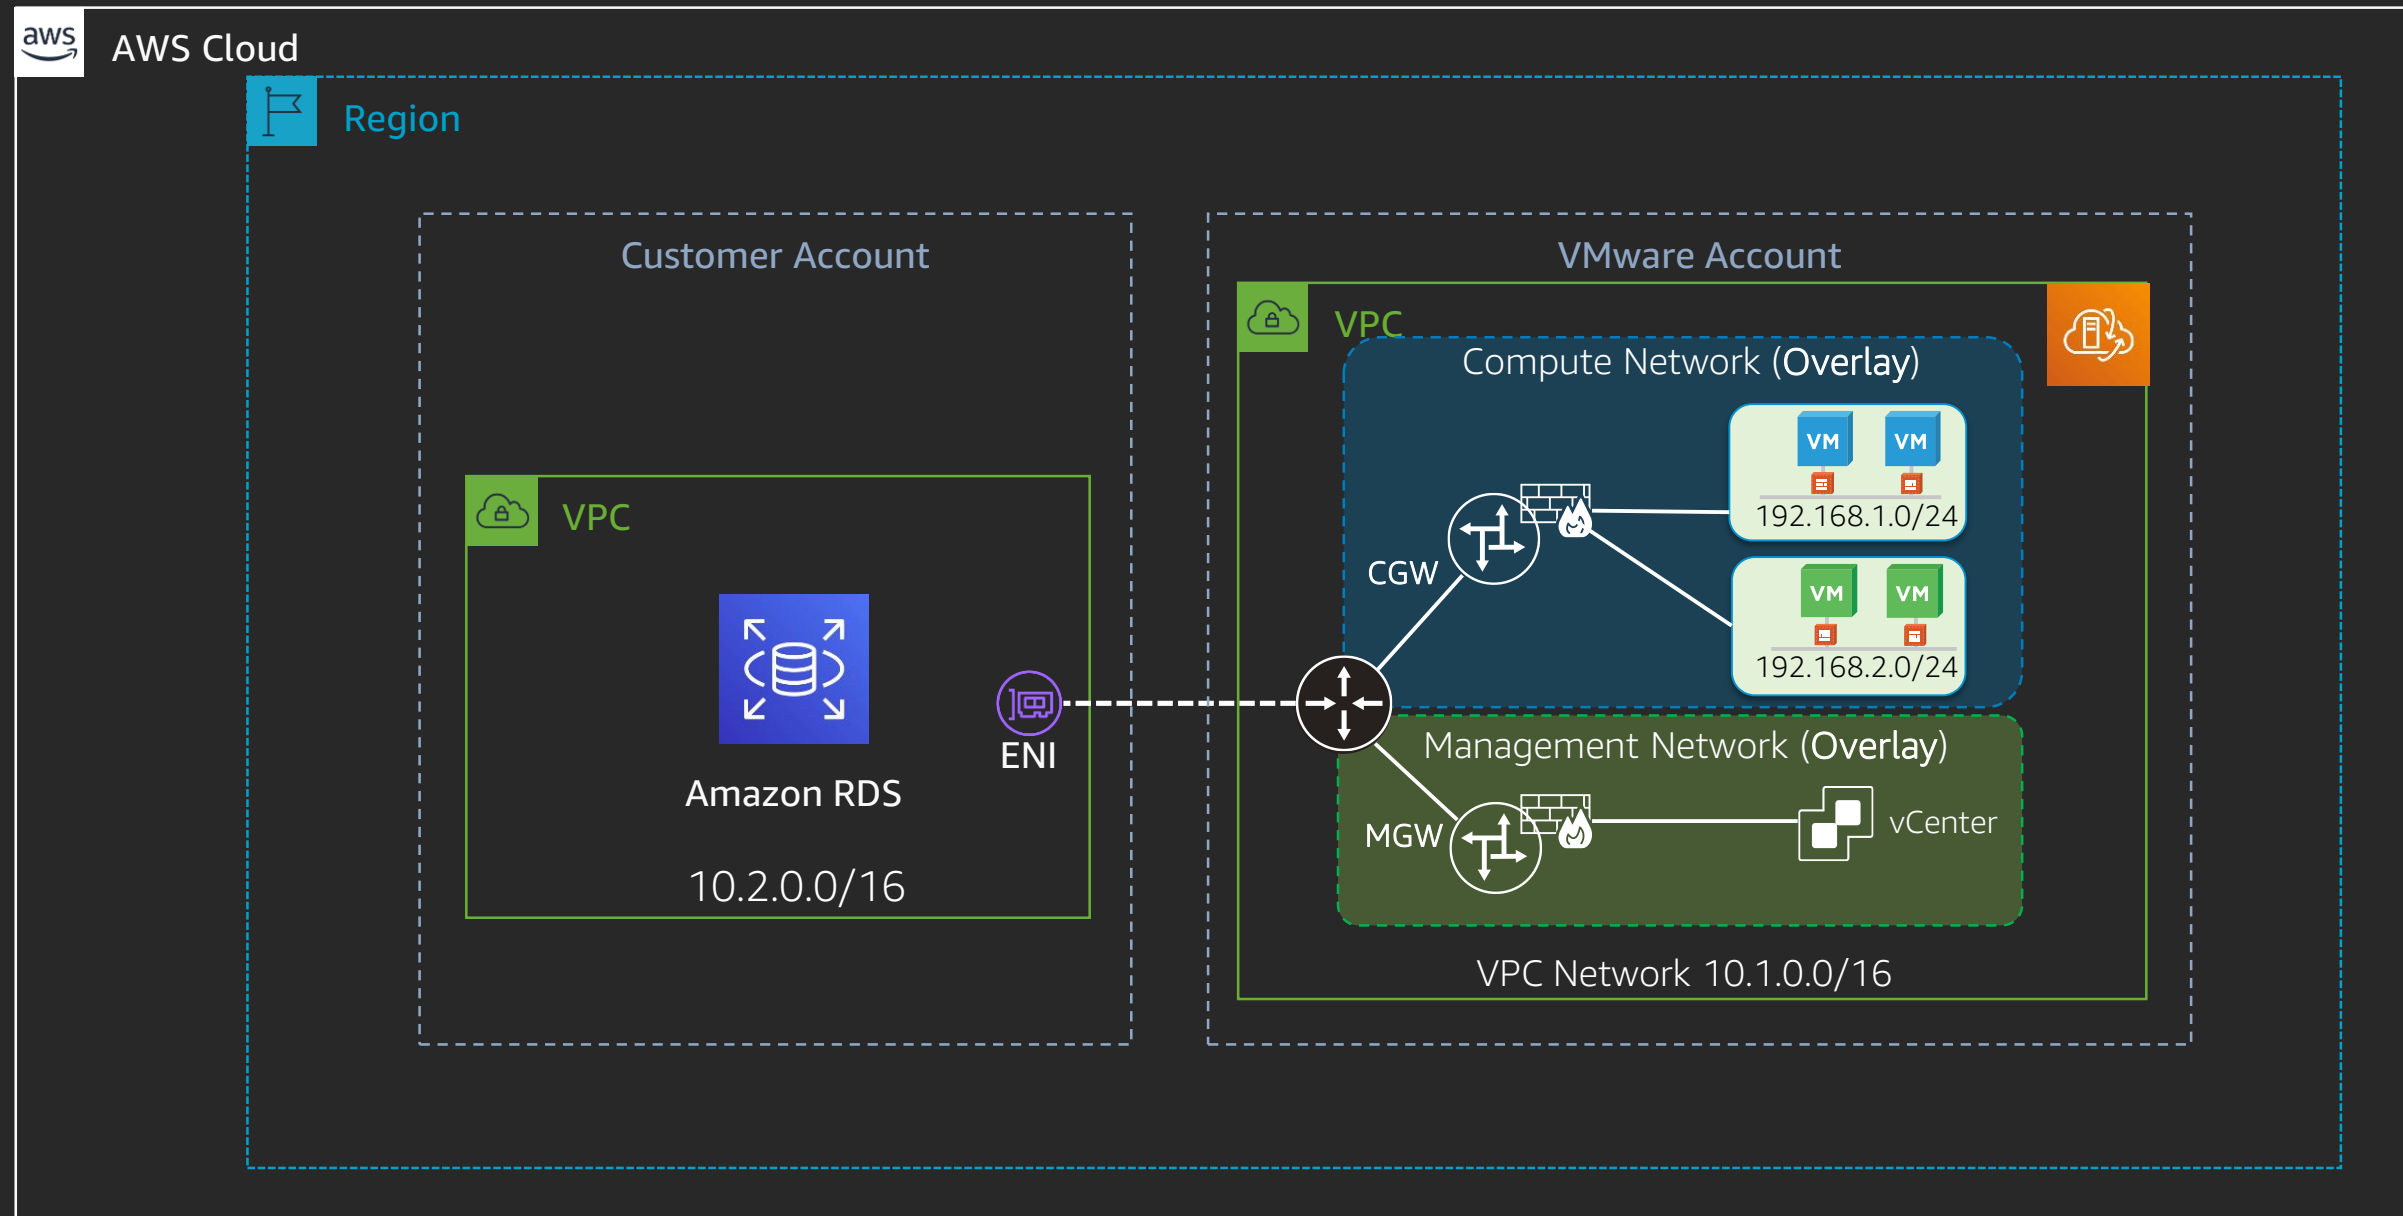 aws
AWS Cloud
Region
Customer Account
VPC
Amazon RDS
10.2.0.0/16
ENI
VMware Account
VPC
Compute Network (Overlay)
VM
VM
192.168.1.0/24
CGW
VM
VM
192.168.2.0/24
Management Network (Overlay)
MGW
vCenter
VPC Network 10.1.0.0/16